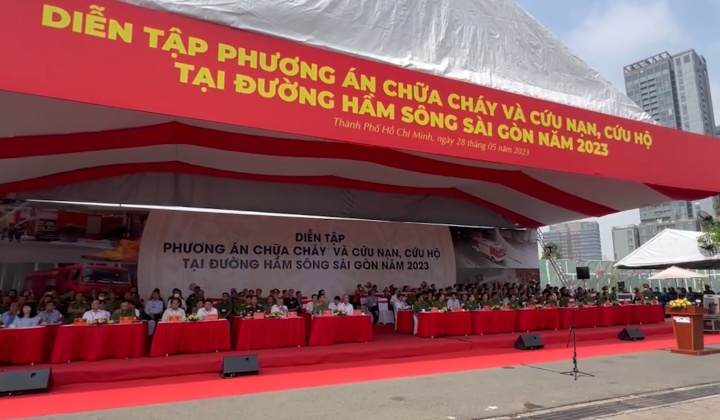 DIỄN TẬP PHƯƠNG ÁN CHỮA CHÁY VÀ CỨU NẠN, CỨU HỘ
TẠI ĐƯỜNG HẦM SÔNG SÀI GÒN NĂM 2023
Thành Phố Hồ Chí Minh, ngày 28 tháng 05 năm 2023
DIỄN TẬP
PHƯƠNG ÁN CHỮA CHÁY VÀ CỨU NẠN, CỨU HỘ
TẠI ĐƯỜNG HẦM SÔNG SÀI GÒN NĂM 2023